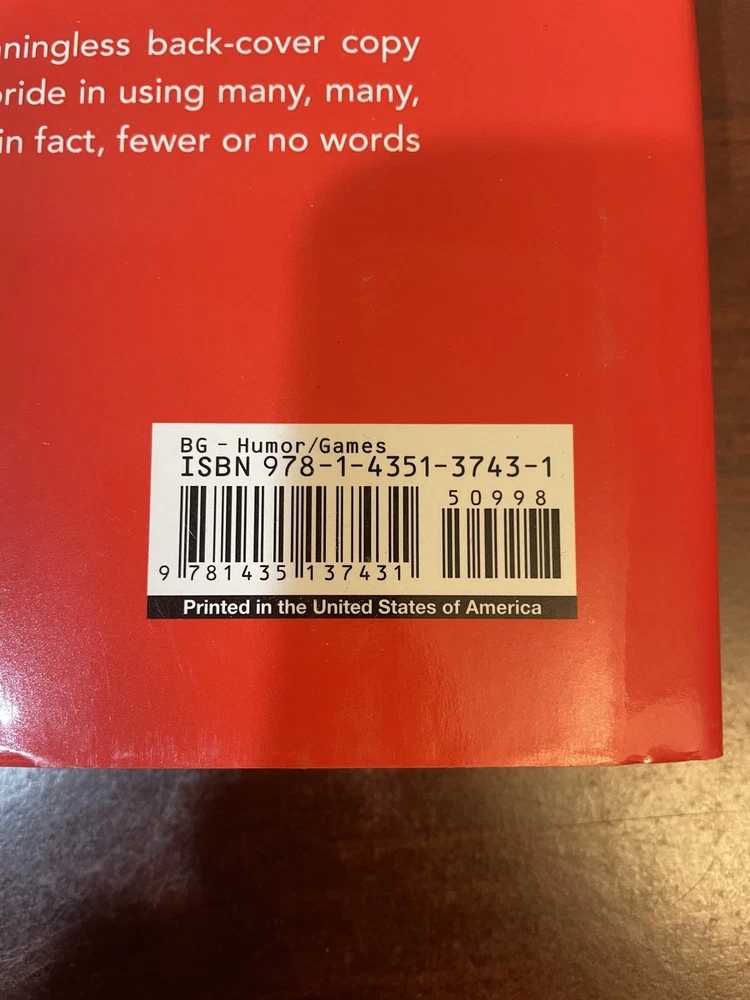 back-cover copy
in using many, many,
in fact, fewer or no words
BG - Humor/Games
ISBN 978-1-4351-3743-1
50998
9 781435 137431
Printed in the United States of America